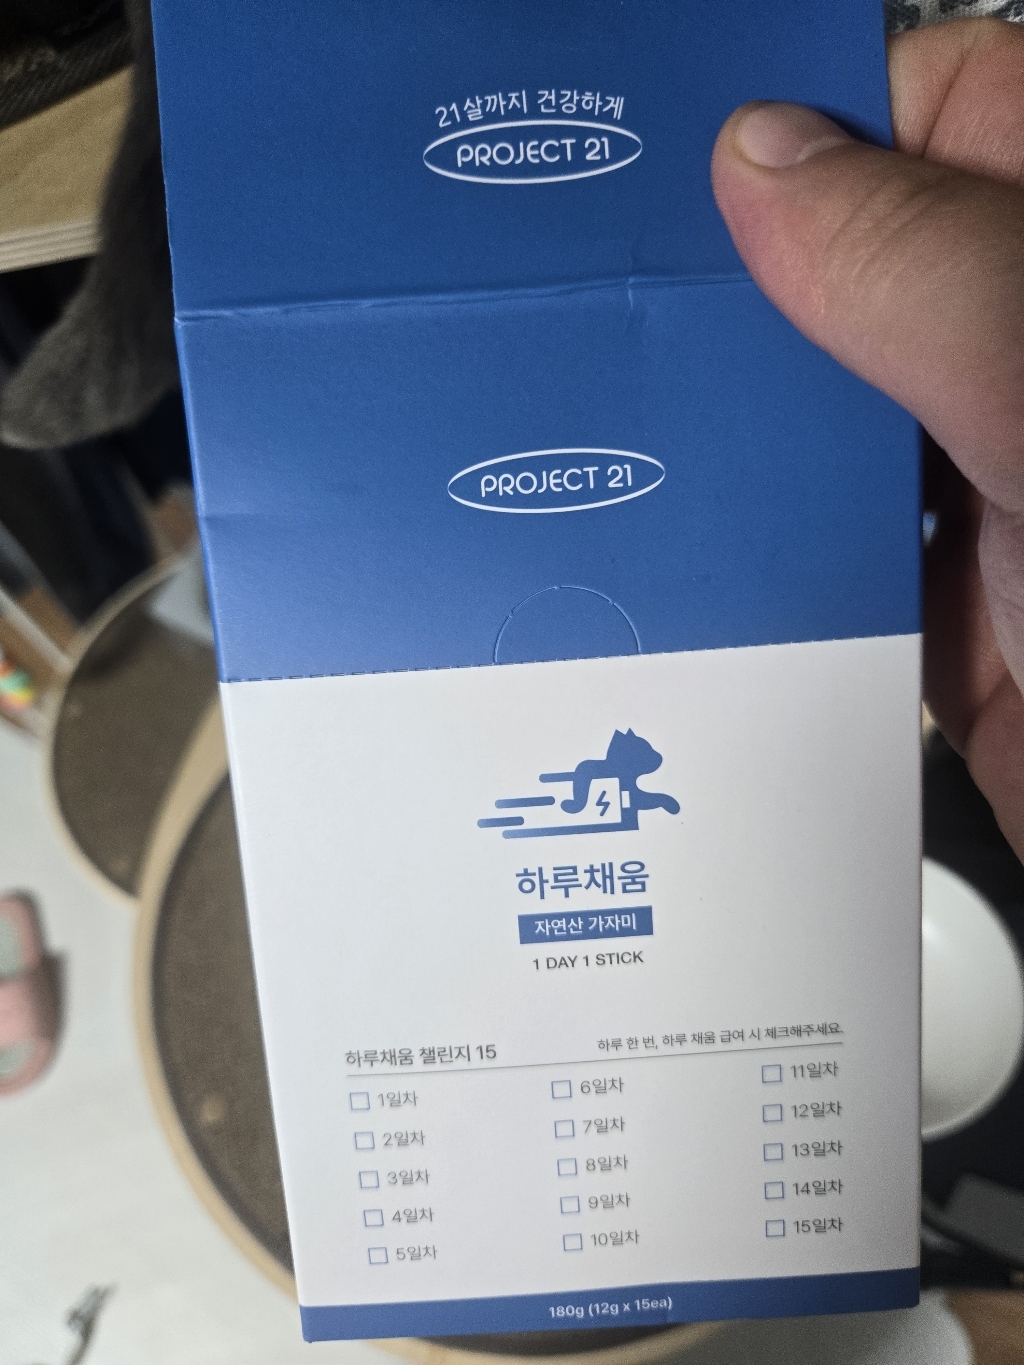 21살까지 건강하게
PROJECT 21
PROJECT 21
하루채움
자연산 가자미
1 DAY 1 STICK
하루채움 챌린지 15
하루 한 번, 하루 채움 급여 시 체크해주세요.
1일차
2일차
3일차
4일차
5일차
6일차
7일차
8일차
9일차
10일차
11일차
12일차
13일차
14일차
15일차
180g (12g x 15ea)